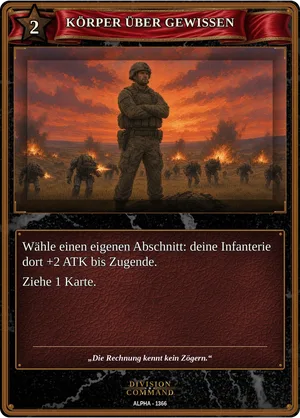 2
KÖRPER ÜBER GEWISSEN
Wähle einen eigenen Abschnitt: deine Infanterie
dort +2 ATK bis Zugende.
Ziehe 1 Karte.
„Die Rechnung kennt kein Zögern.“
DIVISION
COMMAND
ALPHA - 1366